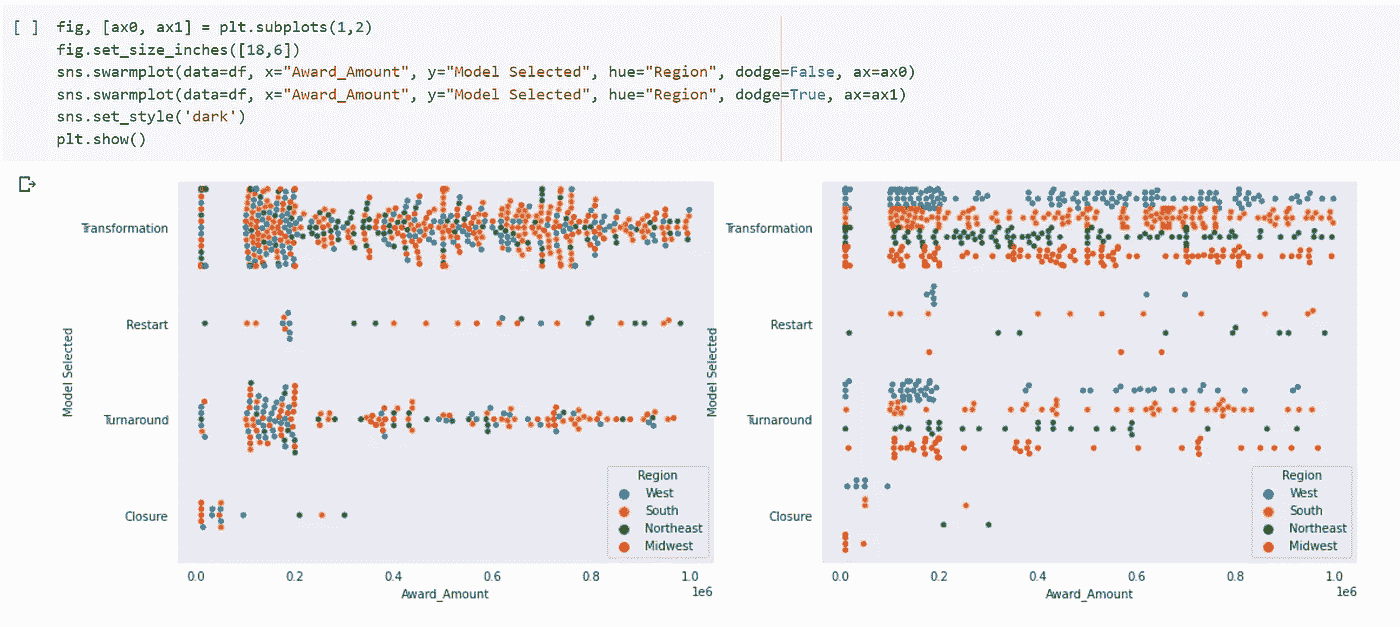 [ ] fig, [ax0, ax1] = plt.subplots(1,2)
fig.set_size_inches([18,6])
sns.swarmplot(data=df, x="Award_Amount", y="Model Selected", hue="Region", dodge=False, ax=ax0)
sns.swarmplot(data=df, x="Award_Amount", y="Model Selected", hue="Region", dodge=True, ax=ax1)
sns.set_style('dark')
plt.show()
Model Selected
Transformation
Restart
Turnaround
Closure
Region
West
South
Northeast
Midwest
0.0 0.2 0.4 0.6 0.8 1.0
1e6
Award_Amount
Model Selected
Transformation
Restart
Turnaround
Closure
Region
West
South
Northeast
Midwest
0.0 0.2 0.4 0.6 0.8 1.0
1e6
Award_Amount